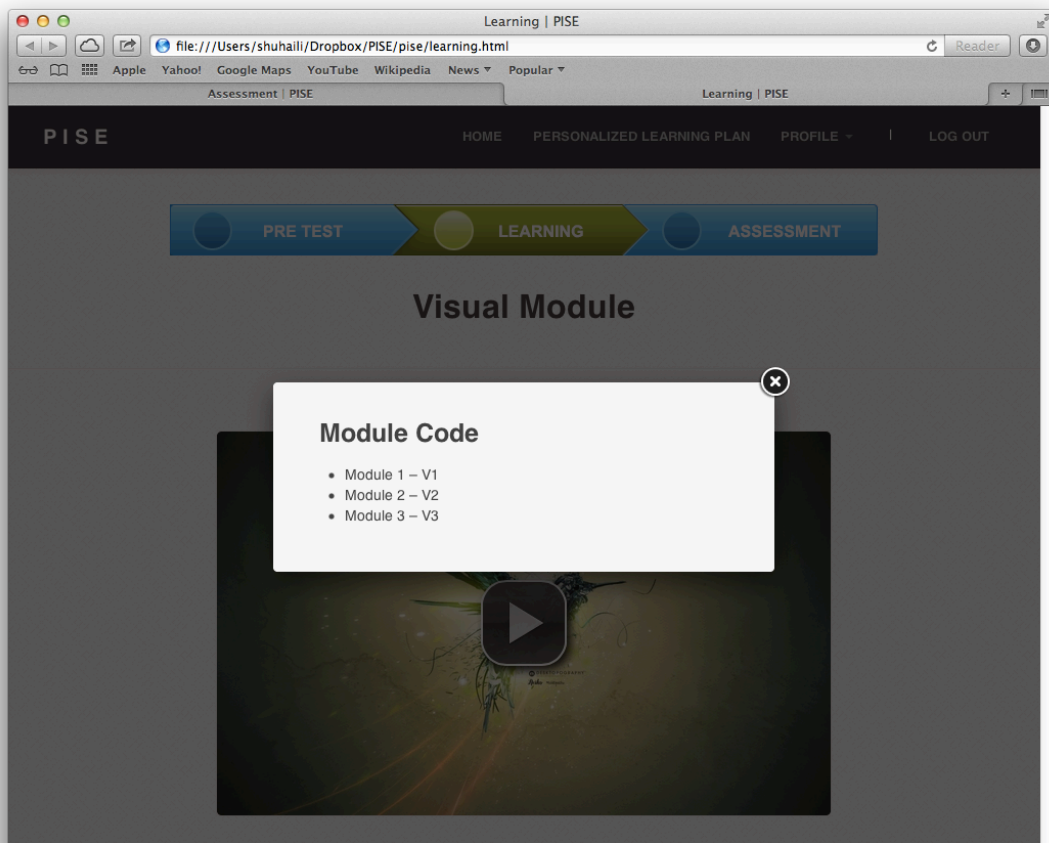 Learning | PISE
file:///Users/shuhaili/Dropbox/PISE/pise/learning.html
Reader
Apple Yahoo! Google Maps YouTube Wikipedia News Popular
Assessment | PISE
Learning | PISE
PISE
HOME PERSONALIZED LEARNING PLAN PROFILE | LOG OUT
PRE TEST LEARNING ASSESSMENT
Visual Module
Module Code
• Module 1 – V1
• Module 2 – V2
• Module 3 – V3